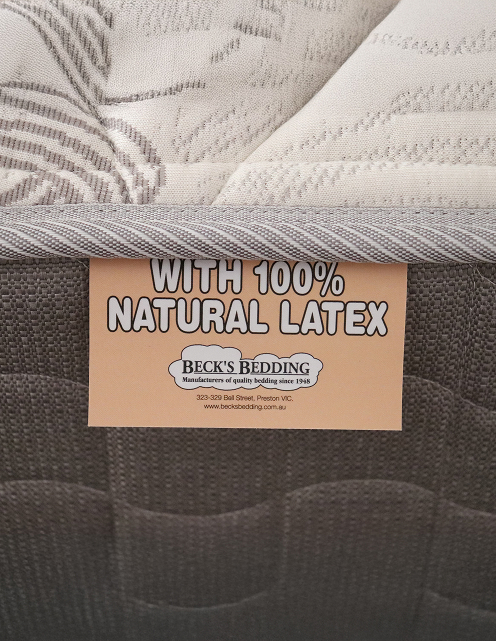 WITH 100%
NATURAL LATEX
BECK'S BEDDING
Manufacturers of quality bedding since 1948
323-329 Bell Street, Preston VIC.
www.becksbedding.com.au